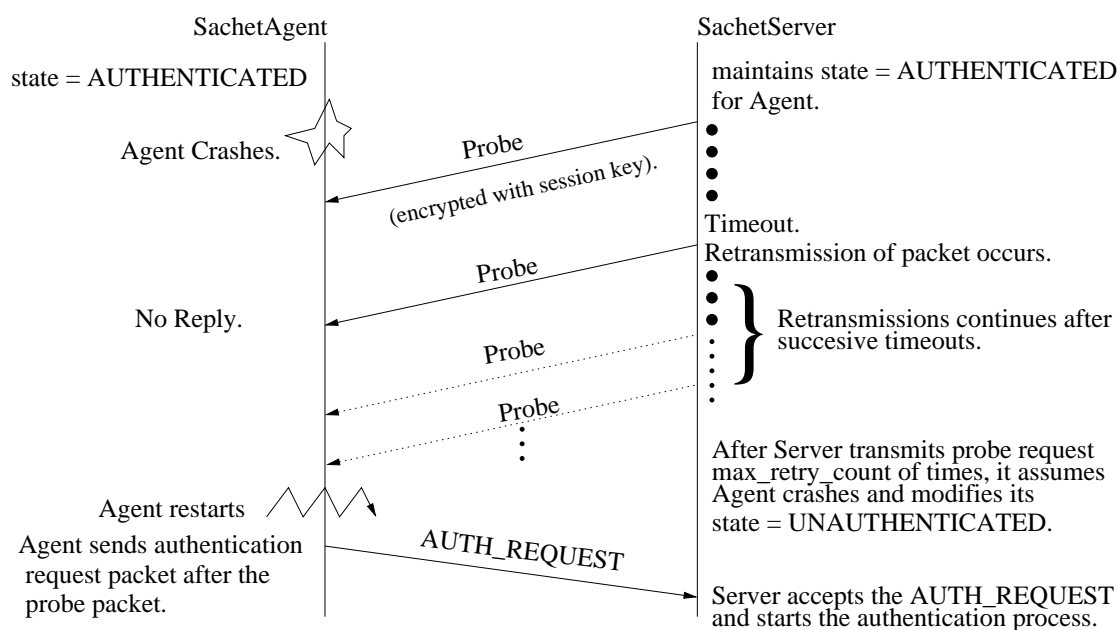 SachetAgent
SachetServer
state = AUTHENTICATED
maintains state = AUTHENTICATED
for Agent.
Agent Crashes.
Probe
(encrypted with session key).
Timeout.
Retransmission of packet occurs.
Probe
No Reply.
Retransmissions continues after
succesive timeouts.
Probe
Probe
After Server transmits probe request
max_retry_count of times, it assumes
Agent crashes and modifies its
state = UNAUTHENTICATED.
Agent restarts
Agent sends authentication
request packet after the
probe packet.
AUTH_REQUEST
Server accepts the AUTH_REQUEST
and starts the authentication process.